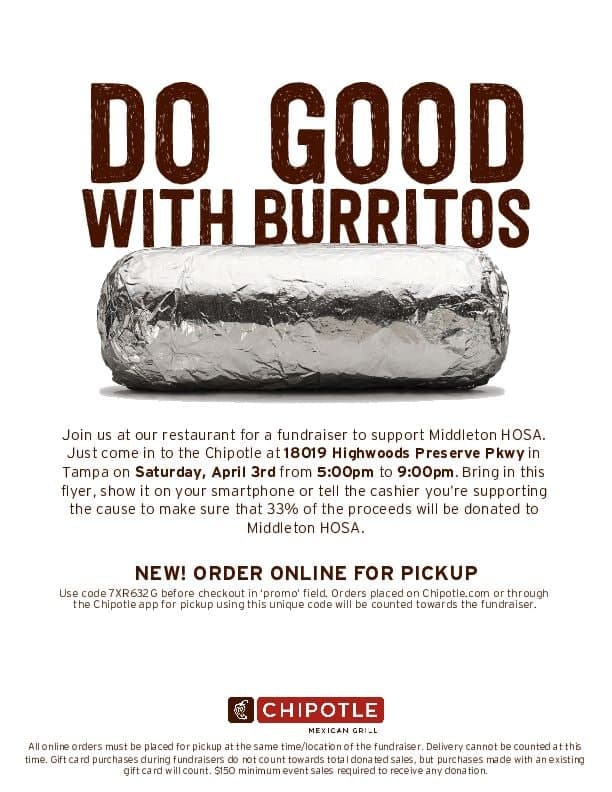 DO GOOD
WITH BURRITOS
Join us at our restaurant for a fundraiser to support Middleton HOSA.
Just come in to the Chipotle at 18019 Highwoods Preserve Pkwy in
Tampa on Saturday, April 3rd from 5:00pm to 9:00pm. Bring in this
flyer, show it on your smartphone or tell the cashier you’re supporting
the cause to make sure that 33% of the proceeds will be donated to
Middleton HOSA.
NEW! ORDER ONLINE FOR PICKUP
Use code 7XR632G before checkout in 'promo' field. Orders placed on Chipotle.com or through
the Chipotle app for pickup using this unique code will be counted towards the fundraiser.
CHIPOTLE
MEXICAN GRILL
All online orders must be placed for pickup at the same time/location of the fundraiser. Delivery cannot be counted at this
time. Gift card purchases during fundraisers do not count towards total donated sales, but purchases made with an existing
gift card will count. $150 minimum event sales required to receive any donation.